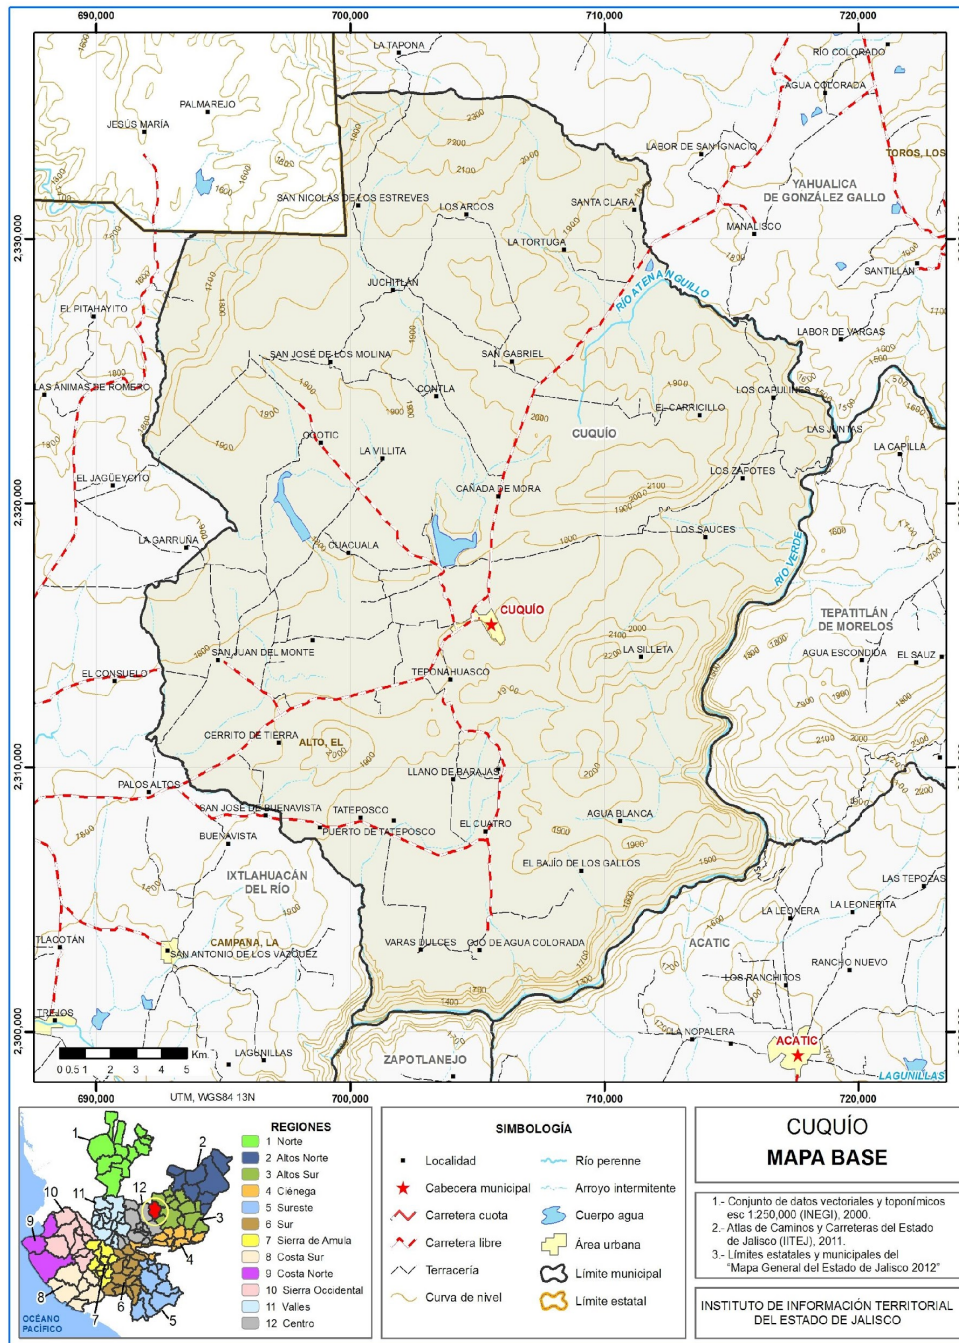 690,000
700,000
710,000
720,000
LA TAPONA
RÍO COLORADO
AGUA COLORADA
PALMAREJO
JESÚS MARÍA
LABOR DE SAN IGNACIO
TOROS, LOS
YAHUALICA
DE GONZÁLEZ GALLO
SAN NICOLÁS DE LOS ESTREVES
LOS ARCOS
SANTA CLARA
MANALISCO
2,330,000
LA TORTUGA
SANTILLÁN
JUCHITLÁN
RÍO ATENANGUILLO
EL PITAHAYITO
LABOR DE VARGAS
SAN JOSÉ DE LOS MOLINA
SAN GABRIEL
LAS ÁNIMAS DE ROMERO
CONTLA
LOS CAPULINES
EL CARRICILLO
CUQUÍO
LAS JUNTAS
OCOTIC
LA VILLITA
LA CAPILLA
EL JAGÜEYCITO
LOS ZAPOTES
CAÑADA DE MORA
2,320,000
LOS SAUCES
LA GARRUÑA
CUACUALA
RÍO VERDE
CUQUÍO
TEPATITLÁN
DE MORELOS
SAN JUAN DEL MONTE
LA SILLETA
AGUA ESCONDIDA
EL SAUZ
EL CONSUELO
TEPONAHUASCO
CERRITO DE TIERRA
ALTO, EL
2,310,000
LLANO DE BARAJAS
PALOS ALTOS
SAN JOSÉ DE BUENAVISTA
TATEPOSCO
AGUA BLANCA
BUENAVISTA
PUERTO DE TATEPOSCO
EL CUATRO
EL BAJÍO DE LOS GALLOS
IXTLAHUACÁN
DEL RÍO
LAS TEPOZAS
LA LEONERA
LA LEONERITA
TLACOTÁN
CAMPANA, LA
SAN ANTONIO DE LOS VÁZQUEZ
VARAS DULCES
OJO DE AGUA COLORADA
ACATIC
RANCHO NUEVO
LOS RANCHITOS
TREJOS
2,300,000
LA NOPALERA
ACATIC
LAGUNILLAS
ZAPOTLANEJO
LAGUNILLAS
Km.
0 0.5 1 2 3 4 5
690,000
UTM, WGS84 13N
700,000
710,000
720,000
REGIONES
1 Norte
2 Altos Norte
3 Altos Sur
4 Ciénega
5 Sureste
6 Sur
7 Sierra de Amula
8 Costa Sur
9 Costa Norte
10 Sierra Occidental
11 Valles
12 Centro
1
2
3
4
5
6
7
8
9
10
11
12
OCÉANO
PACÍFICO
SIMBOLOGÍA
Localidad
Cabecera municipal
Carretera cuota
Carretera libre
Terracería
Curva de nivel
Río perenne
Arroyo intermitente
Cuerpo agua
Área urbana
Límite municipal
Límite estatal
CUQUÍO
MAPA BASE
1.- Conjunto de datos vectoriales y toponímicos
esc 1:250,000 (INEGI), 2000.
2.- Atlas de Caminos y Carreteras del Estado
de Jalisco (IITEJ), 2011.
3.- Límites estatales y municipales del
"Mapa General del Estado de Jalisco 2012"
INSTITUTO DE INFORMACIÓN TERRITORIAL
DEL ESTADO DE JALISCO